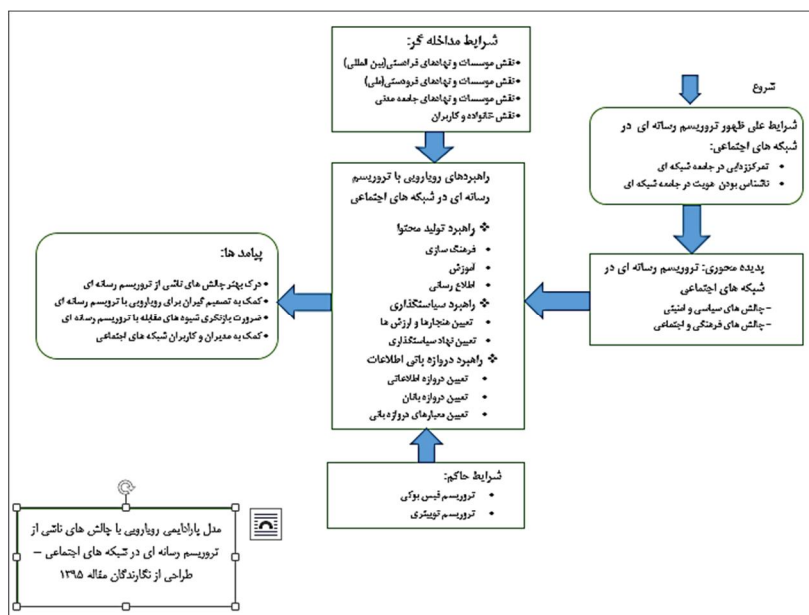 شرایط مداخله گر:
•نقش موسسات و نهادهای فرادستی(بین المللی)
•نقش موسسات و نهادهای فرودستی(ملی)
•نقش موسسات و نهادهای جامعه مدنی
•نقش خانواده و کاربران
شروع
شرایط علی ظهور تروریسم رسانه ای در
شبکه های اجتماعی:
• تمرکززدایی در جامعه شبکه ای
• ناشناس بودن هویت در جامعه شبکه ای
پدیده محوری: تروریسم رسانه ای در
شبکه های اجتماعی
–چالش های سیاسی و امنیتی
–چالش های فرهنگی و اجتماعی
راهبردهای رویارویی با تروریسم
رسانه ای در شبکه های اجتماعی
❖ راهبرد تولید محتوا
• فرهنگ سازی
• آموزش
• اطلاع رسانی
❖ راهبرد سیاستگذاری
• تعیین هنجارها و ارزش ها
• تعیین نهاد سیاستگذاری
❖ راهبرد دروازه بانی اطلاعات
• تعیین دروازه اطلاعاتی
• تعیین دروازه بانان
• تعیین معیارهای دروازه بانی
پیامد ها:
•درک بهتر چالش های ناشی از تروریسم رسانه ای
•کمک به تصمیم گیران برای رویارویی با تروریسم رسانه ای
•ضرورت بازنگری شیوه های مقابله با تروریسم رسانه ای
•کمک به مدیران و کاربران شبکه های اجتماعی
شرایط حاکم:
• تروریسم فیس بوکی
• تروریسم توییتری
مدل پارادایمی رویارویی با چالش های ناشی از
تروریسم رسانه ای در شبکه های اجتماعی –
طراحی از نگارندگان مقاله ۱۳۹۵